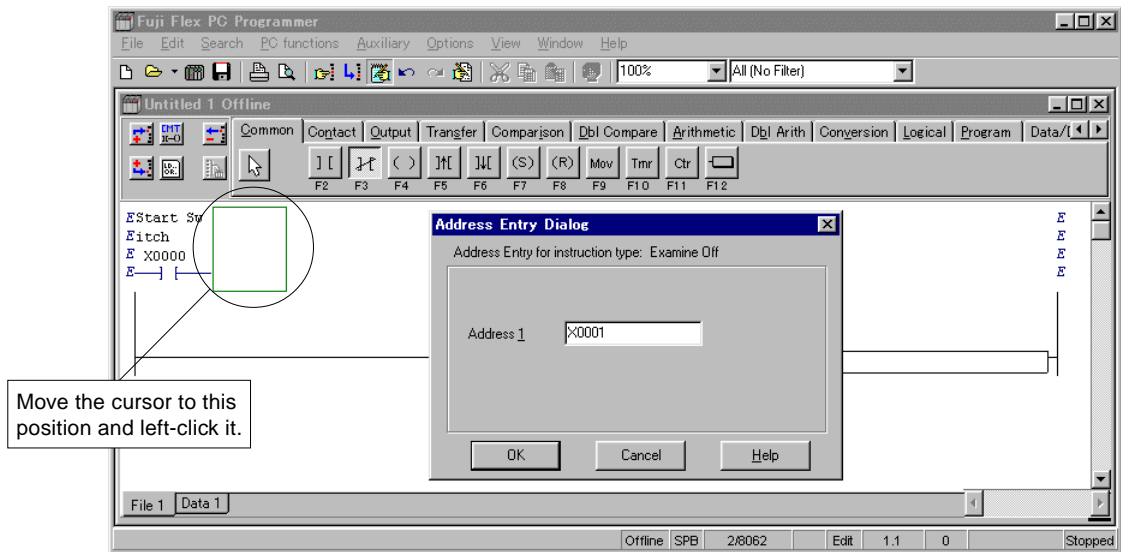 Fuji Flex PC Programmer
File Edit Search PC functions Auxiliary Options View Window Help
100% All (No Filter)
Untitled 1 Offline
Common Contact Output Transfer Comparison Dbl Compare Arithmetic Dbl Arith Conversion Logical Program Data/
CMT
(S) (R) Mov Tmr Ctr
F2 F3 F4 F5 F6 F7 F8 F9 F10 F11 F12
EStart Sw
Eitch
E X0000
E
E
E
E
E
Address Entry Dialog
Address Entry for instruction type: Examine Off
Address 1 X0001
OK Cancel Help
Move the cursor to this
position and left-click it.
File 1 Data 1
Offline SPB 2/8062 Edit 1.1 0 Stopped